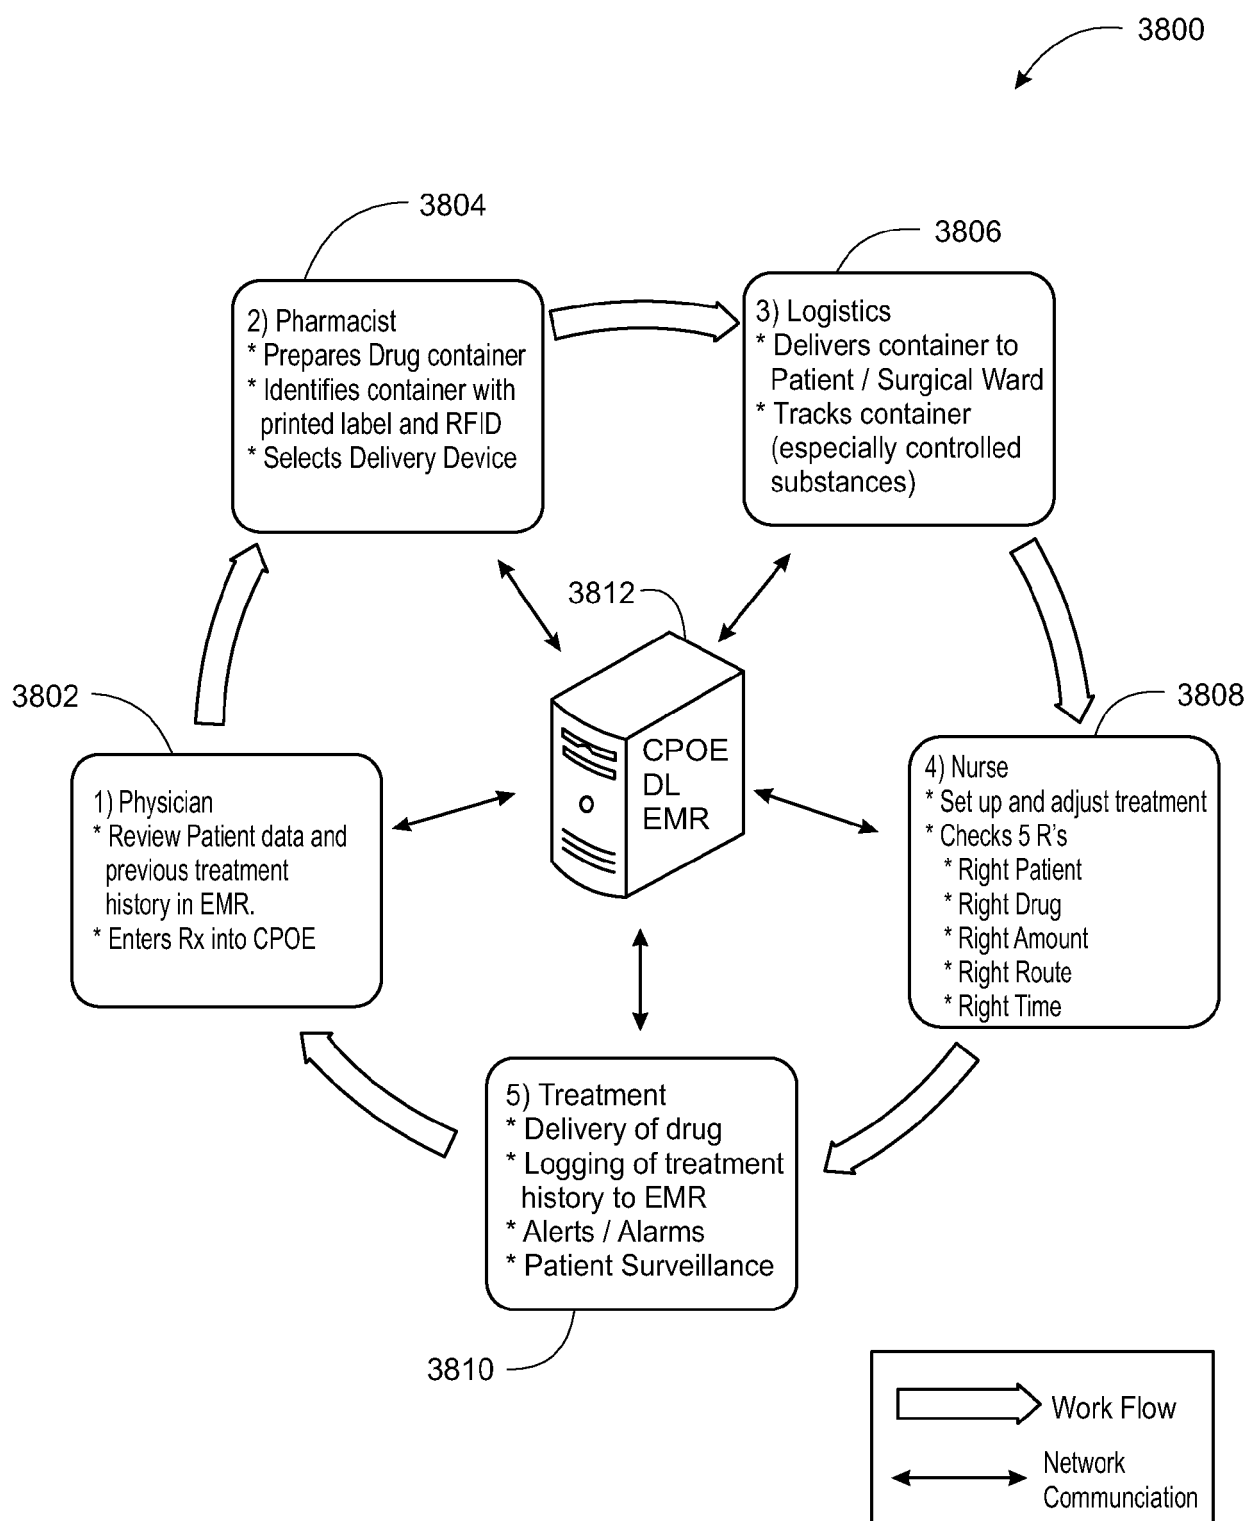 3800
3804
2) Pharmacist
* Prepares Drug container
* Identifies container with
printed label and RFID
* Selects Delivery Device
3806
3) Logistics
* Delivers container to
Patient / Surgical Ward
* Tracks container
(especially controlled
substances)
3812
CPOE
DL
EMR
3802
1) Physician
* Review Patient data and
previous treatment
history in EMR.
* Enters Rx into CPOE
3808
4) Nurse
* Set up and adjust treatment
* Checks 5 R's
* Right Patient
* Right Drug
* Right Amount
* Right Route
* Right Time
5) Treatment
* Delivery of drug
* Logging of treatment
history to EMR
* Alerts / Alarms
* Patient Surveillance
3810
Work Flow
Network
Communciation